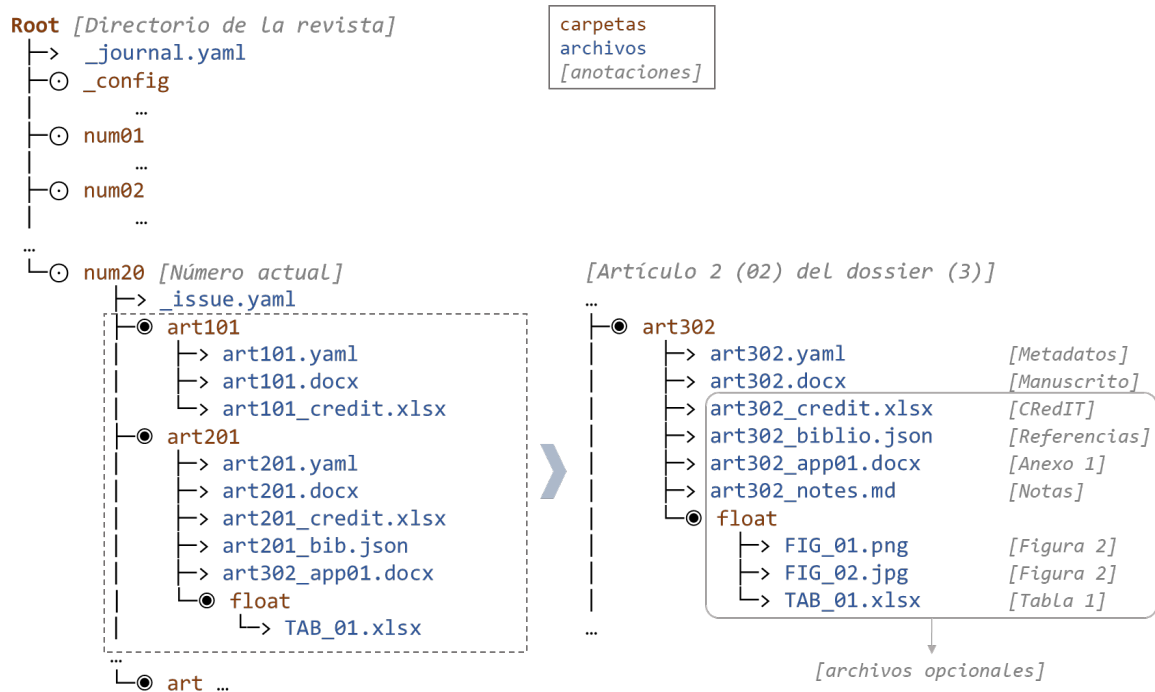 Root [Directorio de la revista]
_journal.yaml
_config
…
num01
…
num02
…
…
num20 [Número actual]
_issue.yaml
art101
art101.yaml
art101.docx
art101_credit.xlsx
art201
art201.yaml
art201.docx
art201_credit.xlsx
art201_bib.json
art302_app01.docx
float
TAB_01.xlsx
…
art …
carpetas
archivos
[anotaciones]
[Artículo 2 (02) del dossier (3)]
…
art302
art302.yaml [Metadatos]
art302.docx [Manuscrito]
art302_credit.xlsx [CRedIT]
art302_biblio.json [Referencias]
art302_app01.docx [Anexo 1]
art302_notes.md [Notas]
float
FIG_01.png [Figura 2]
FIG_02.jpg [Figura 2]
TAB_01.xlsx [Tabla 1]
…
[archivos opcionales]